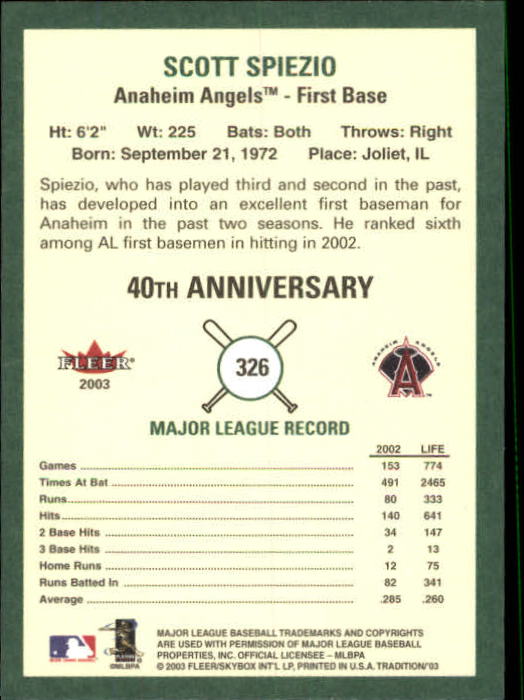 SCOTT SPIEZIO
Anaheim Angels™ - First Base
Ht: 6'2" Wt: 225 Bats: Both Throws: Right
Born: September 21, 1972 Place: Joliet, IL
Spiezio, who has played third and second in the past,
has developed into an excellent first baseman for
Anaheim in the past two seasons. He ranked sixth
among AL first basemen in hitting in 2002.
40TH ANNIVERSARY
FLEER®
2003
326
ANAHEIM ANGELS
A
MAJOR LEAGUE RECORD
2002 LIFE
Games 153 774
Times At Bat 491 2465
Runs 80 333
Hits 140 641
2 Base Hits 34 147
3 Base Hits 2 13
Home Runs 12 75
Runs Batted In 82 341
Average .285 .260
©MLBPA
MAJOR LEAGUE BASEBALL TRADEMARKS AND COPYRIGHTS
ARE USED WITH PERMISSION OF MAJOR LEAGUE BASEBALL
PROPERTIES, INC. OFFICIAL LICENSEE - MLBPA
© 2003 FLEER/SKYBOX INT'L LP, PRINTED IN U.S.A. TRADITION/'03